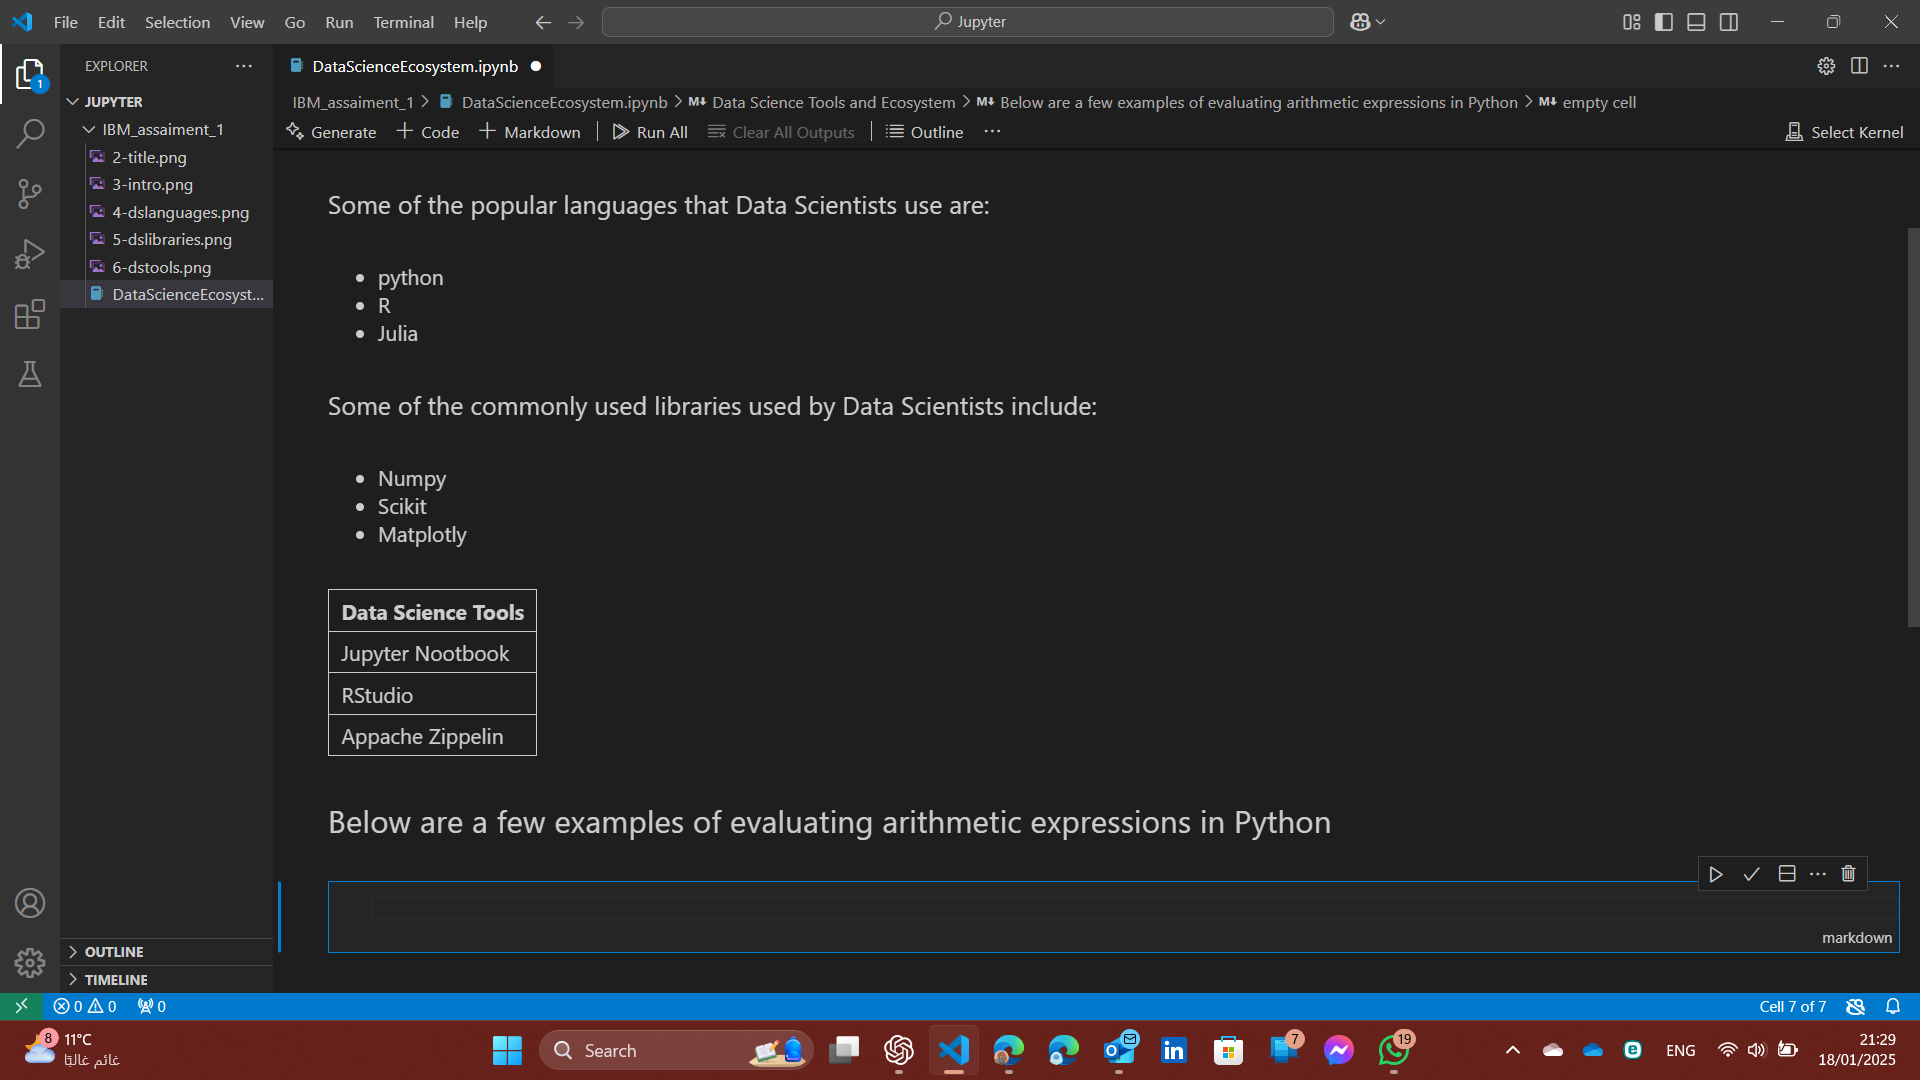 File Edit Selection View Go Run Terminal Help
Jupyter
EXPLORER
DataScienceEcosystem.ipynb
JUPYTER
IBM_assaiment_1
2-title.png
3-intro.png
4-dslanguages.png
5-dslibraries.png
6-dstools.png
DataScienceEcosyst...
1
OUTLINE
TIMELINE
IBM_assaiment_1 > DataScienceEcosystem.ipynb > M↓ Data Science Tools and Ecosystem > M↓ Below are a few examples of evaluating arithmetic expressions in Python > M↓ empty cell
Generate + Code + Markdown Run All Clear All Outputs Outline ... Select Kernel
Some of the popular languages that Data Scientists use are:
• python
• R
• Julia
Some of the commonly used libraries used by Data Scientists include:
• Numpy
• Scikit
• Matplotly
Data Science Tools
Jupyter Nootbook
RStudio
Appache Zippelin
Below are a few examples of evaluating arithmetic expressions in Python
markdown
0 0 0 Cell 7 of 7
8 11°C
غائم غالبًا
Search
7
19
ENG
21:29
18/01/2025